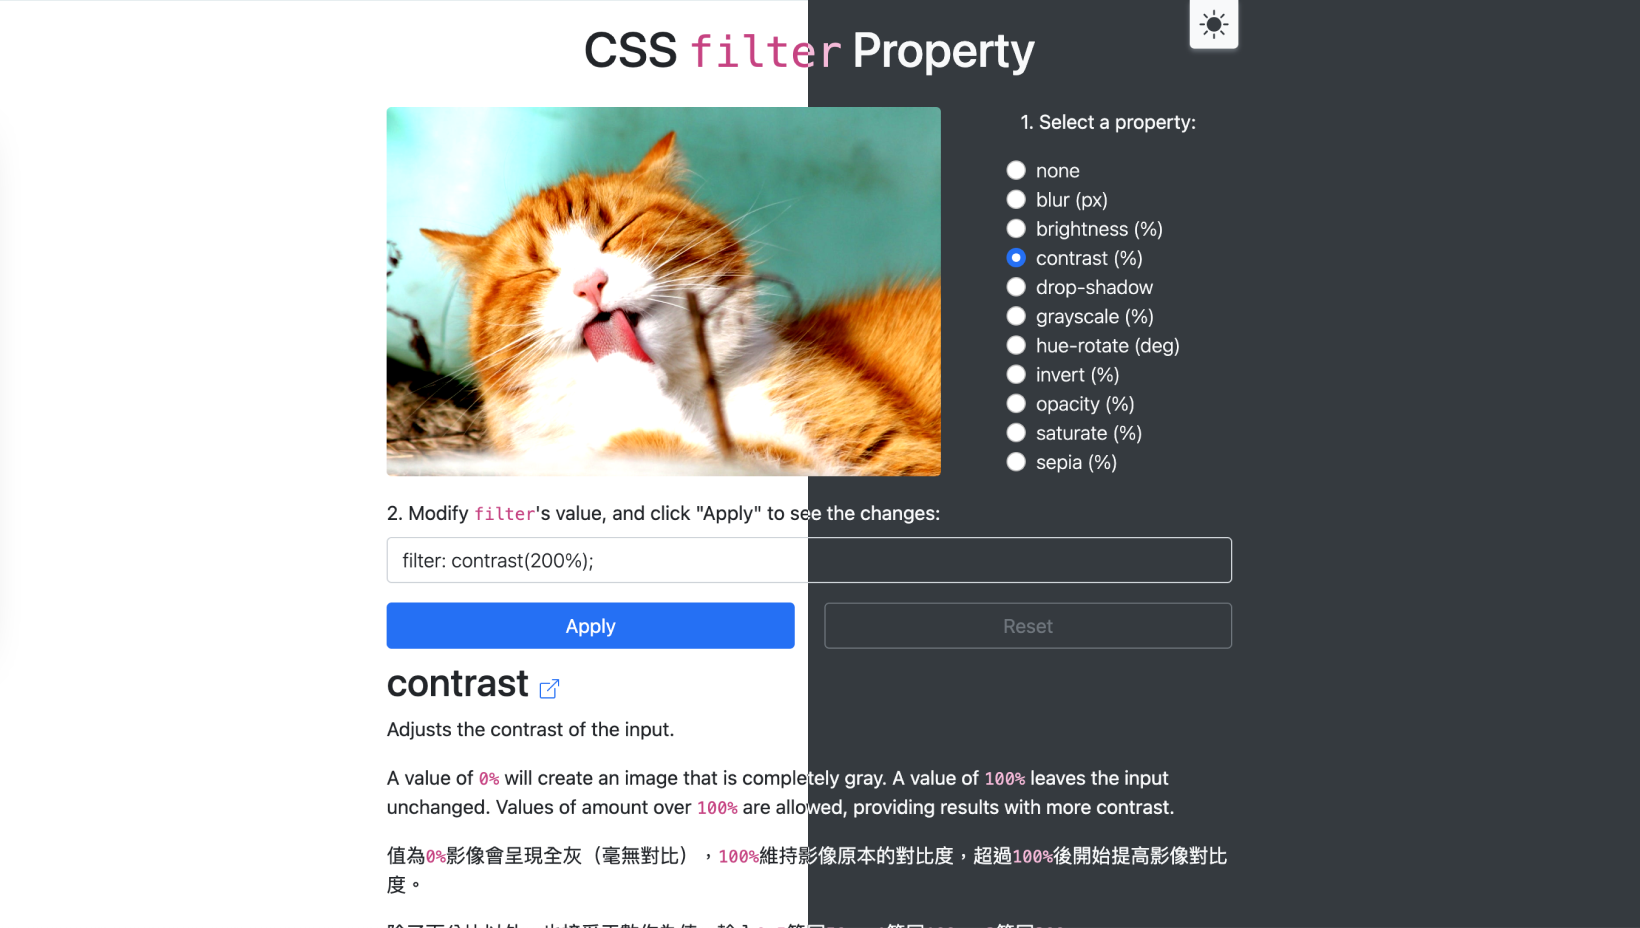 CSS filter Property
1. Select a property:
none
blur (px)
brightness (%)
contrast (%)
drop-shadow
grayscale (%)
hue-rotate (deg)
invert (%)
opacity (%)
saturate (%)
sepia (%)
2. Modify filter's value, and click "Apply" to see the changes:
filter: contrast(200%);
Apply
Reset
contrast
Adjusts the contrast of the input.
A value of 0% will create an image that is completely gray. A value of 100% leaves the input
unchanged. Values of amount over 100% are allowed, providing results with more contrast.
值為0%影像會呈現全灰（毫無對比），100%維持影像原本的對比度，超過100%後開始提高影像對比
度。